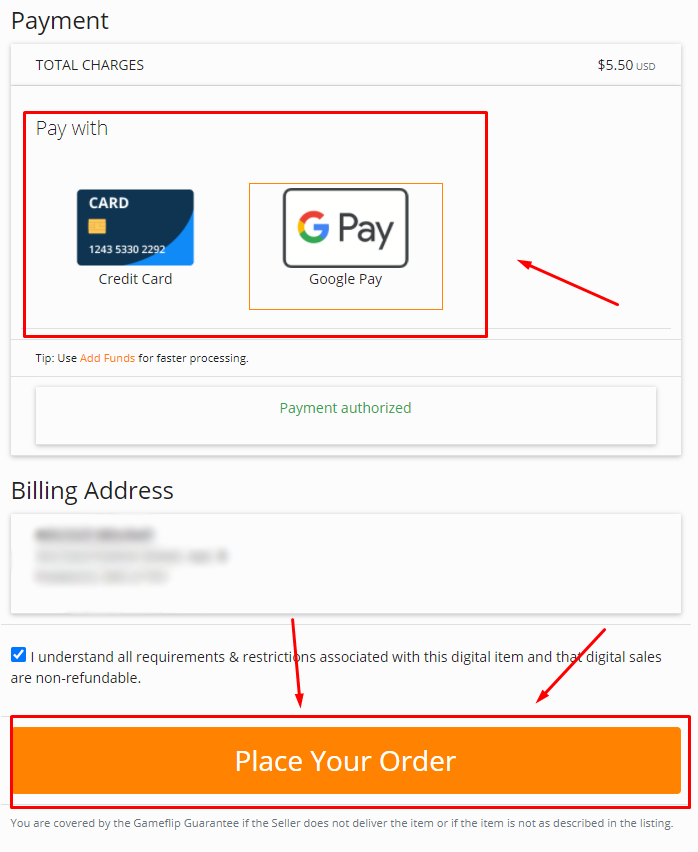 Payment
TOTAL CHARGES $5.50 USD
Pay with
CARD
1243 5330 2292
G Pay
Credit Card Google Pay
Tip: Use Add Funds for faster processing.
Payment authorized
Billing Address
I understand all requirements & restrictions associated with this digital item and that digital sales
are non-refundable.
Place Your Order
You are covered by the Gameflip Guarantee if the Seller does not deliver the item or if the item is not as described in the listing.